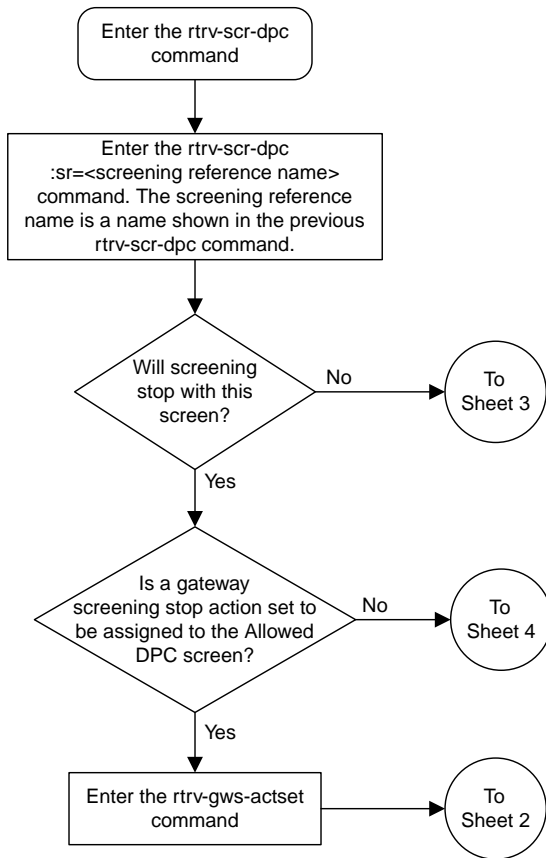 Enter the rtrv-scr-dpc
command
Enter the rtrv-scr-dpc
:sr=<screening reference name>
command. The screening reference
name is a name shown in the previous
rtrv-scr-dpc command.
Will screening
stop with this
screen?
No
To
Sheet 3
Yes
Is a gateway
screening stop action set to
be assigned to the Allowed
DPC screen?
No
To
Sheet 4
Yes
Enter the rtrv-gws-actset
command
To
Sheet 2